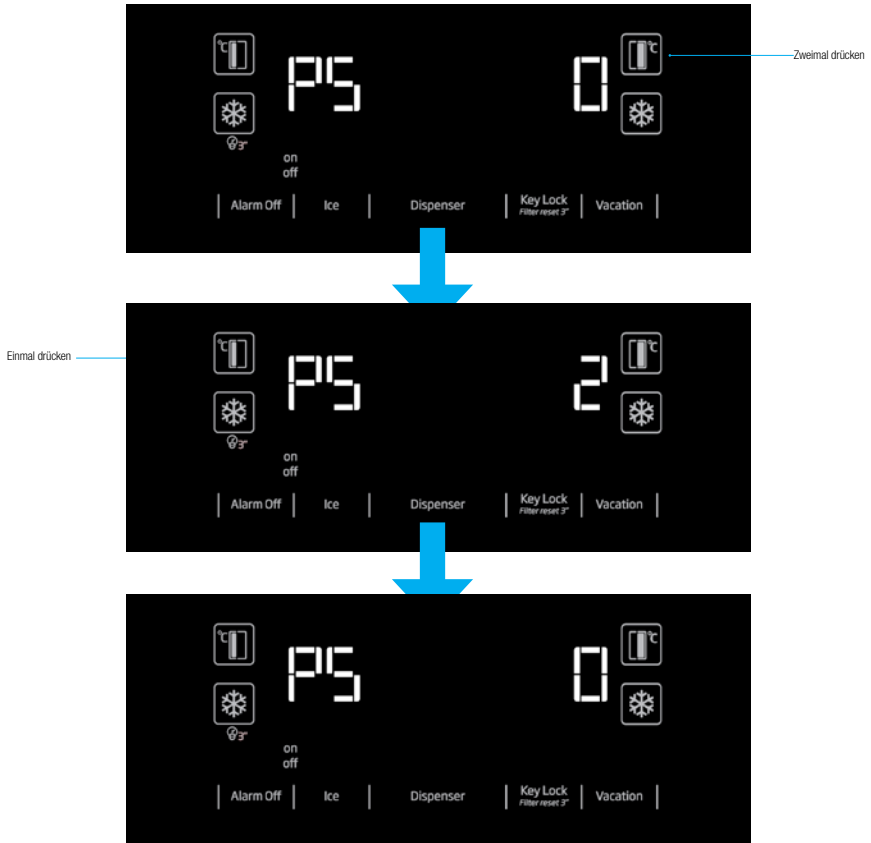 °C PS 0 °C
Zweimal drücken
3"
on
off
Alarm Off Ice Dispenser Key Lock Vacation
Filter reset 3"
Einmal drücken
°C PS 2 °C
3"
on
off
Alarm Off Ice Dispenser Key Lock Vacation
Filter reset 3"
°C PS 0 °C
3"
on
off
Alarm Off Ice Dispenser Key Lock Vacation
Filter reset 3"